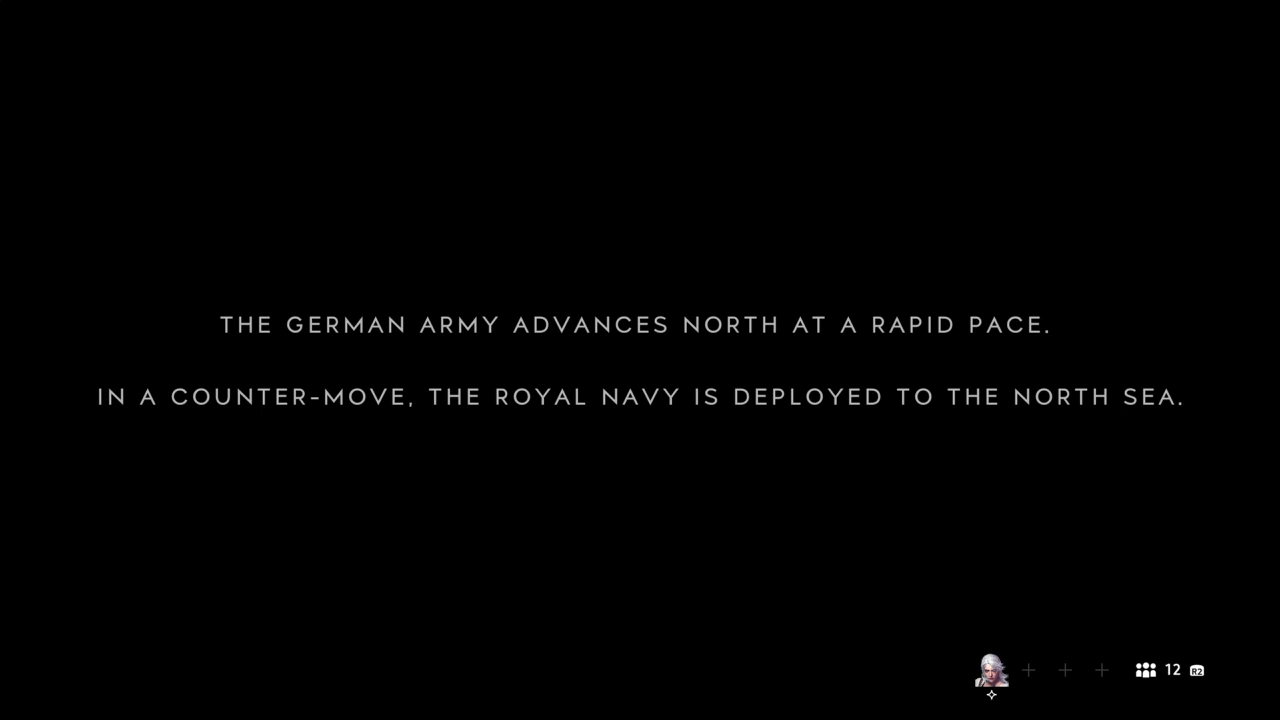 THE GERMAN ARMY ADVANCES NORTH AT A RAPID PACE.
IN A COUNTER-MOVE, THE ROYAL NAVY IS DEPLOYED TO THE NORTH SEA.
12 R2